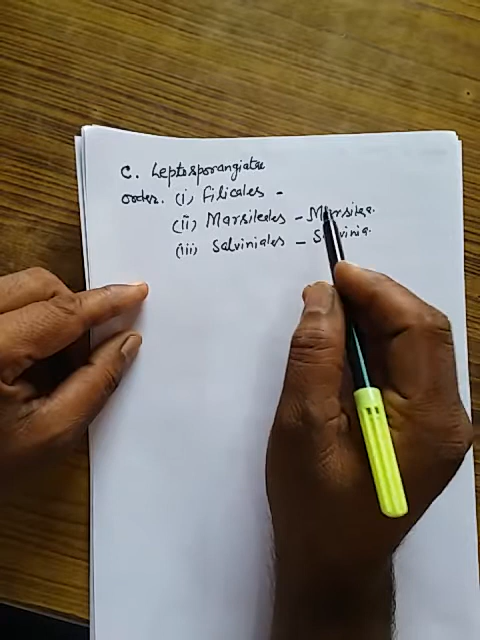 C. Leptosporangiatae
order. (i) Filicales -
(ii) Marsileales - Marsilea.
(iii) Salviniales - Salvinia.